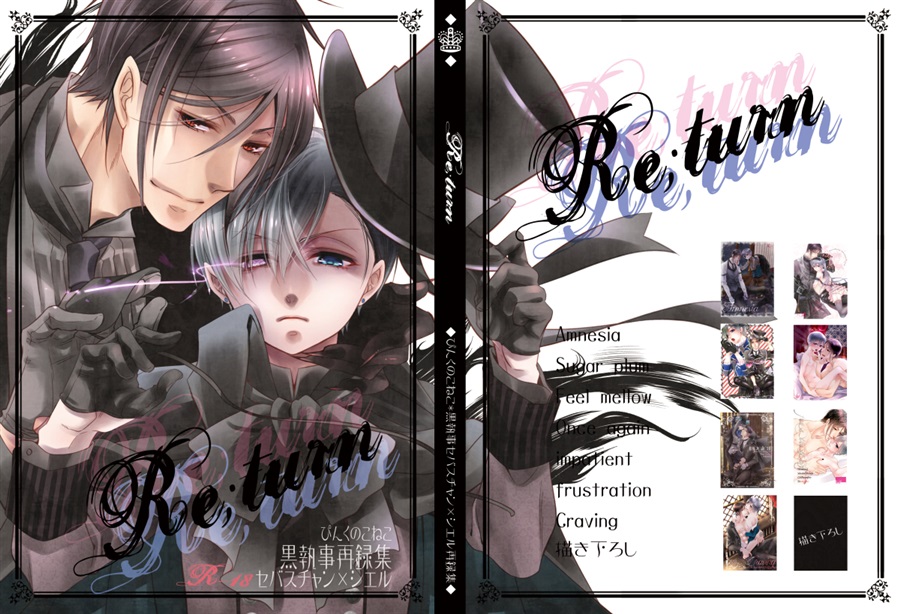 Re;turn
ぴんくのこねこ
黒執事再録集
R-18 セバスチャン×シエル
Re;turn
◆ぴんくのこねこ*黒執事セバスチャン×シエル再録集◆
Re;turn
Amnesia
Sugar plum
Feel mellow
Once again
impatient
frustration
Craving
描き下ろし
描き下ろし